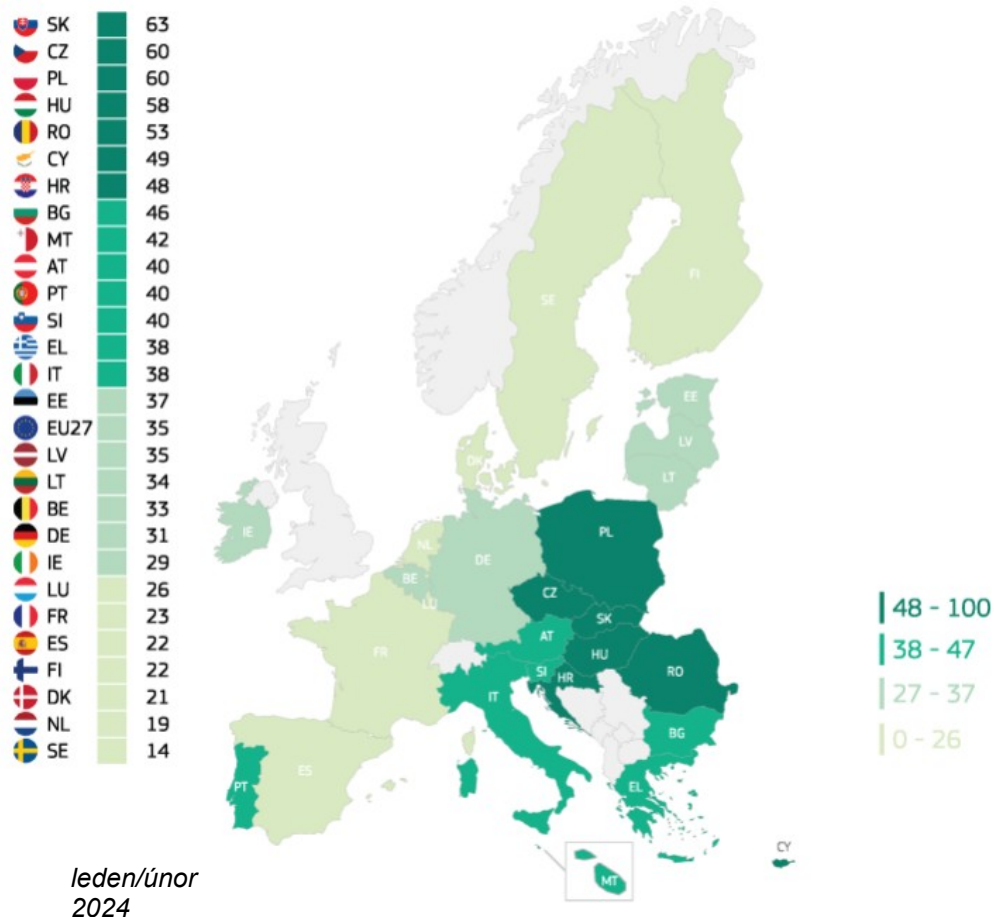 SK 63
CZ 60
PL 60
HU 58
RO 53
CY 49
HR 48
BG 46
MT 42
AT 40
PT 40
SI 40
EL 38
IT 38
EE 37
EU27 35
LV 35
LT 34
BE 33
DE 31
IE 29
LU 26
FR 23
ES 22
FI 22
DK 21
NL 19
SE 14
FI
SE
EE
LV
DK
LT
IE
PL
NL
DE
BE
CZ
LU
SK
AT
FR
HU
SI
RO
HR
IT
BG
ES
PT
EL
CY
MT
48 - 100
38 - 47
27 - 37
0 - 26
leden/únor
2024